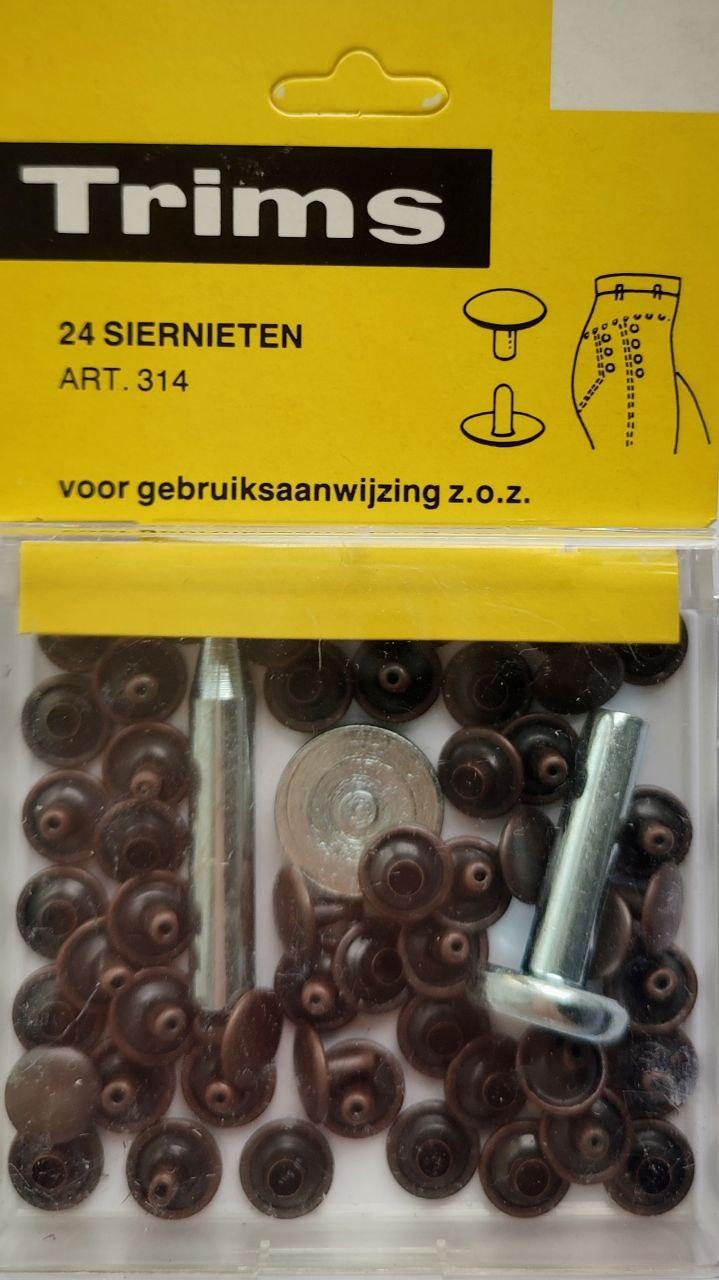 Trims
24 SIERNIETEN
ART. 314
voor gebruiksaanwijzing z.o.z.